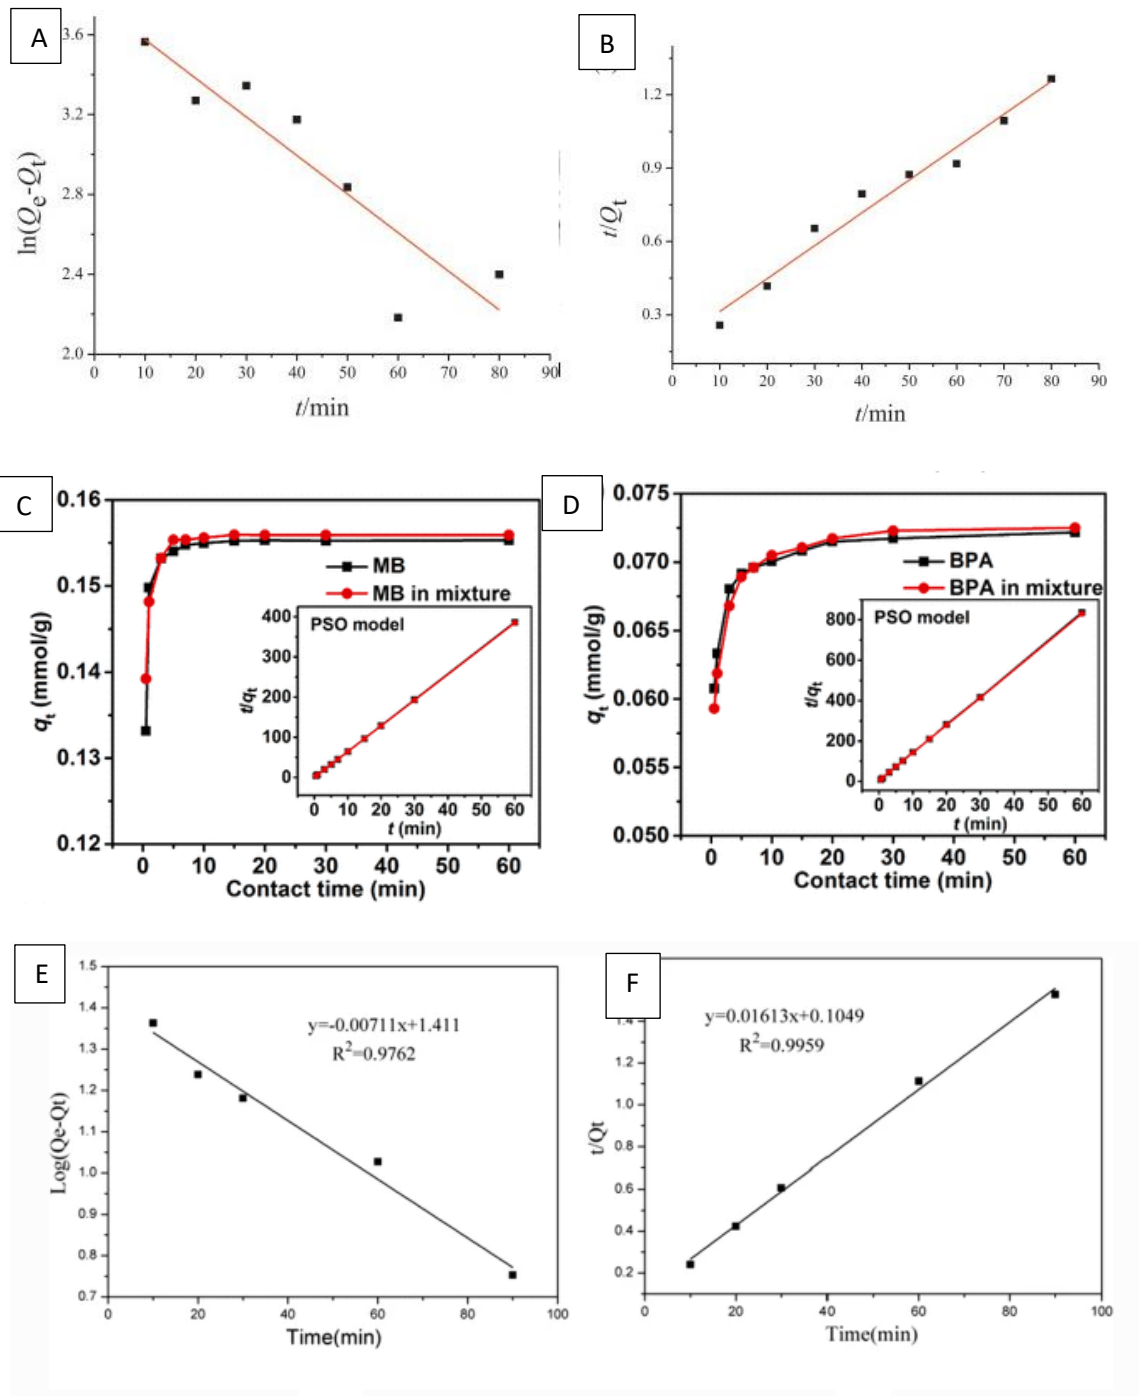 A
3.6
3.2
2.8
2.4
2.0
ln(Qe-Qt)
0 10 20 30 40 50 60 70 80 90
t/min
B
1.2
0.9
0.6
0.3
t/Qt
0 10 20 30 40 50 60 70 80 90
t/min
C
0.16
0.15
0.14
0.13
0.12
qt (mmol/g)
MB
MB in mixture
PSO model
400
300
200
100
0
t/qt
0 10 20 30 40 50 60
t (min)
0 10 20 30 40 50 60
Contact time (min)
D
0.075
0.070
0.065
0.060
0.055
0.050
qt (mmol/g)
BPA
BPA in mixture
PSO model
800
600
400
200
0
t/qt
0 10 20 30 40 50 60
t (min)
0 10 20 30 40 50 60
Contact time (min)
E
1.5
1.4
1.3
1.2
1.1
1.0
0.9
0.8
0.7
Log(Qe-Qt)
y=-0.00711x+1.411
R²=0.9762
0 20 40 60 80 100
Time(min)
F
1.4
1.2
1.0
0.8
0.6
0.4
0.2
t/Qt
y=0.01613x+0.1049
R²=0.9959
0 20 40 60 80 100
Time(min)